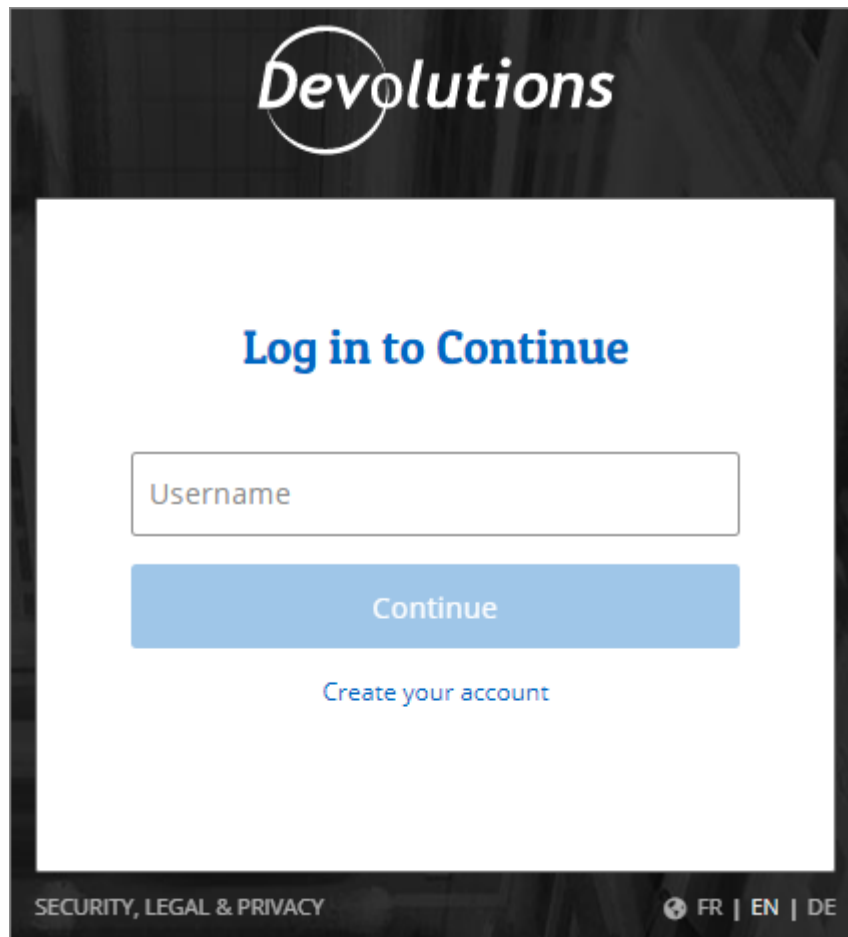 Devolutions
Log in to Continue
Username
Continue
Create your account
SECURITY, LEGAL & PRIVACY FR | EN | DE